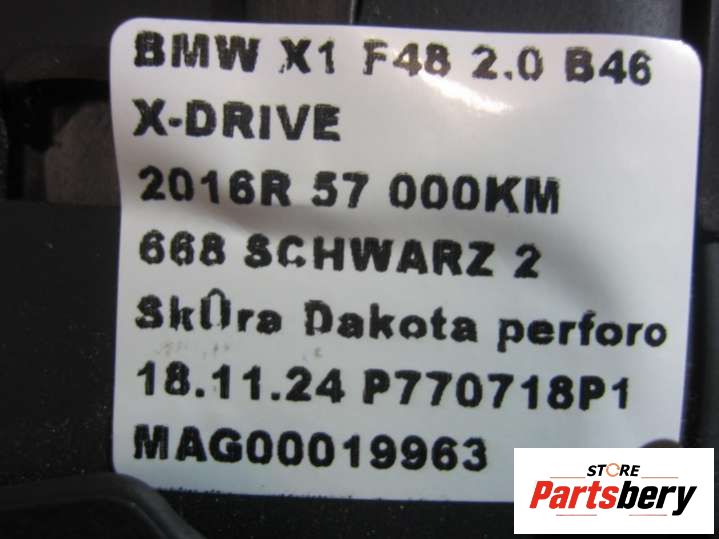 BMW X1 F48 2.0 B46
X-DRIVE
2016R 57 000KM
668 SCHWARZ 2
SkÛra Dakota perforo
18.11.24 P770718P1
MAG00019963
STORE
Partsbery